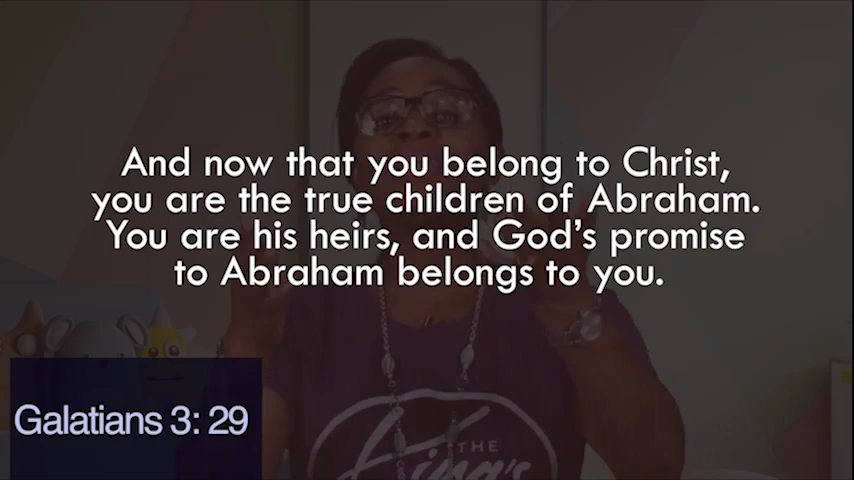 And now that you belong to Christ,
you are the true children of Abraham.
You are his heirs, and God's promise
to Abraham belongs to you.
Galatians 3: 29
THE
King's